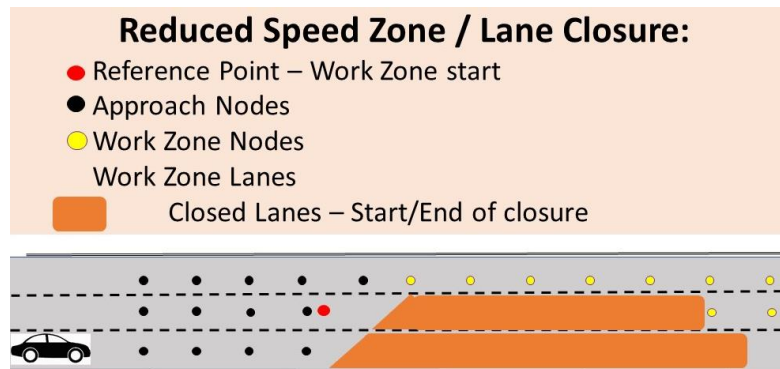 Reduced Speed Zone / Lane Closure:
Reference Point – Work Zone start
Approach Nodes
Work Zone Nodes
Work Zone Lanes
Closed Lanes – Start/End of closure